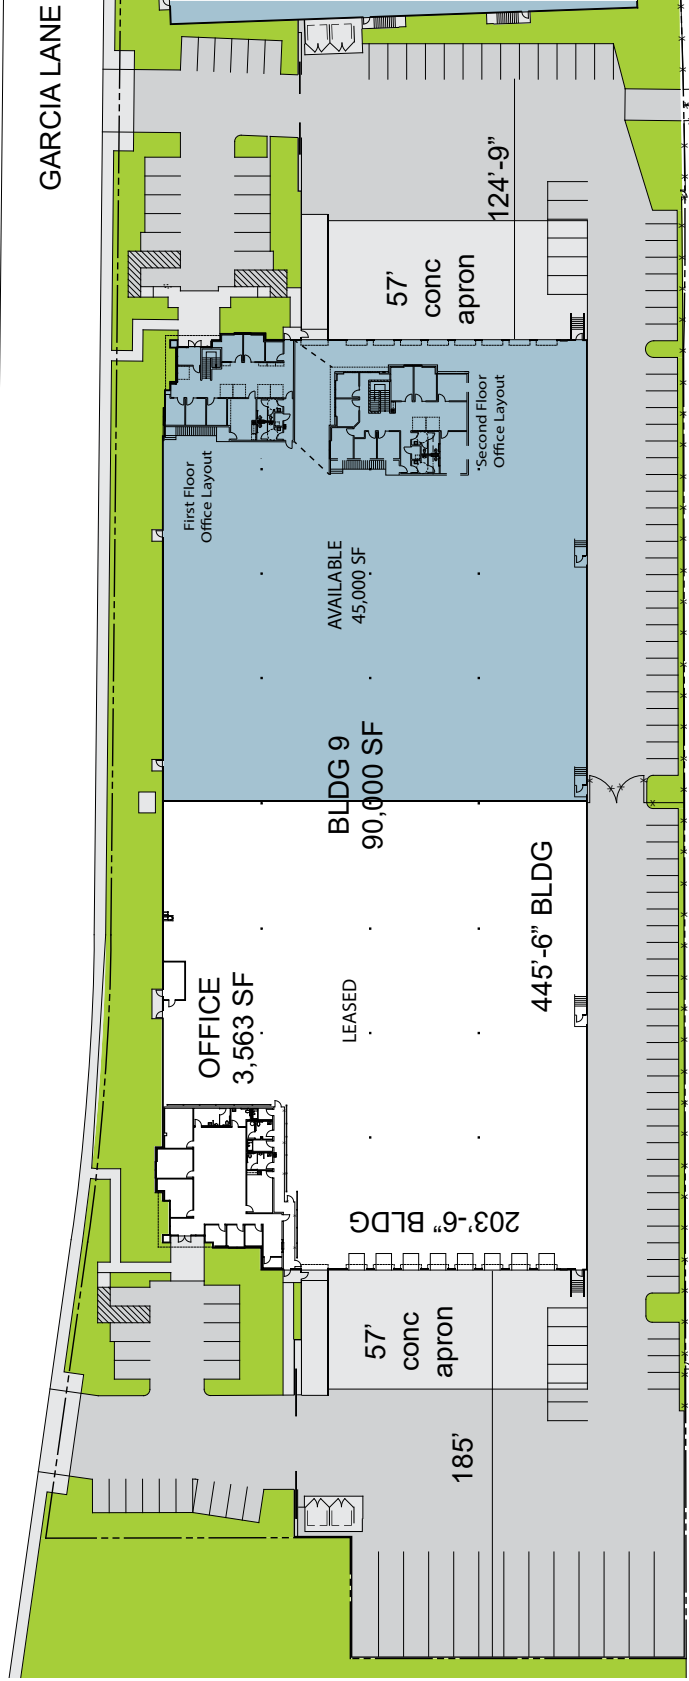 GARCIA LANE
124'-9"
57'
conc
apron
First Floor
Office Layout
Second Floor
Office Layout
AVAILABLE
45,000 SF
BLDG 9
90,000 SF
445'-6" BLDG
OFFICE
3,563 SF
LEASED
203'-6" BLDG
57'
conc
apron
185'